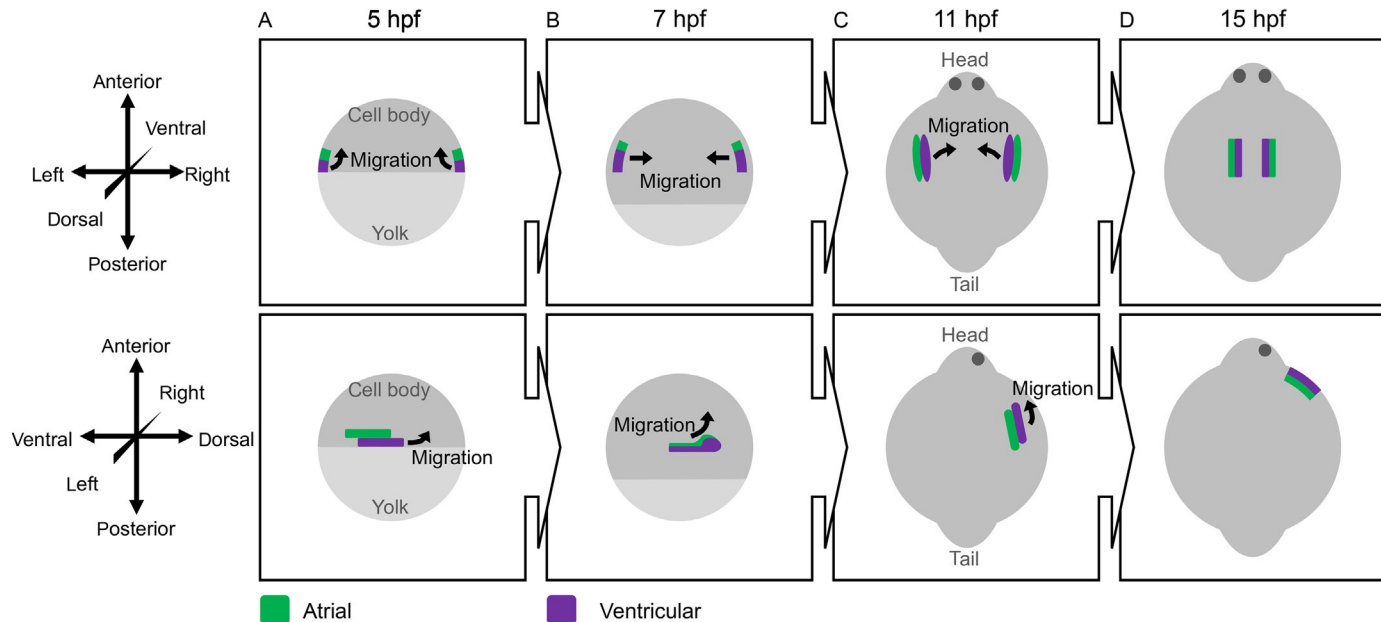 A 5 hpf B 7 hpf C 11 hpf D 15 hpf
Anterior
Ventral
Left
Right
Dorsal
Posterior
Cell body
Migration
Yolk
Migration
Head
Migration
Tail
Anterior
Right
Ventral
Dorsal
Left
Posterior
Cell body
Migration
Yolk
Migration
Head
Migration
Tail
Atrial
Ventricular